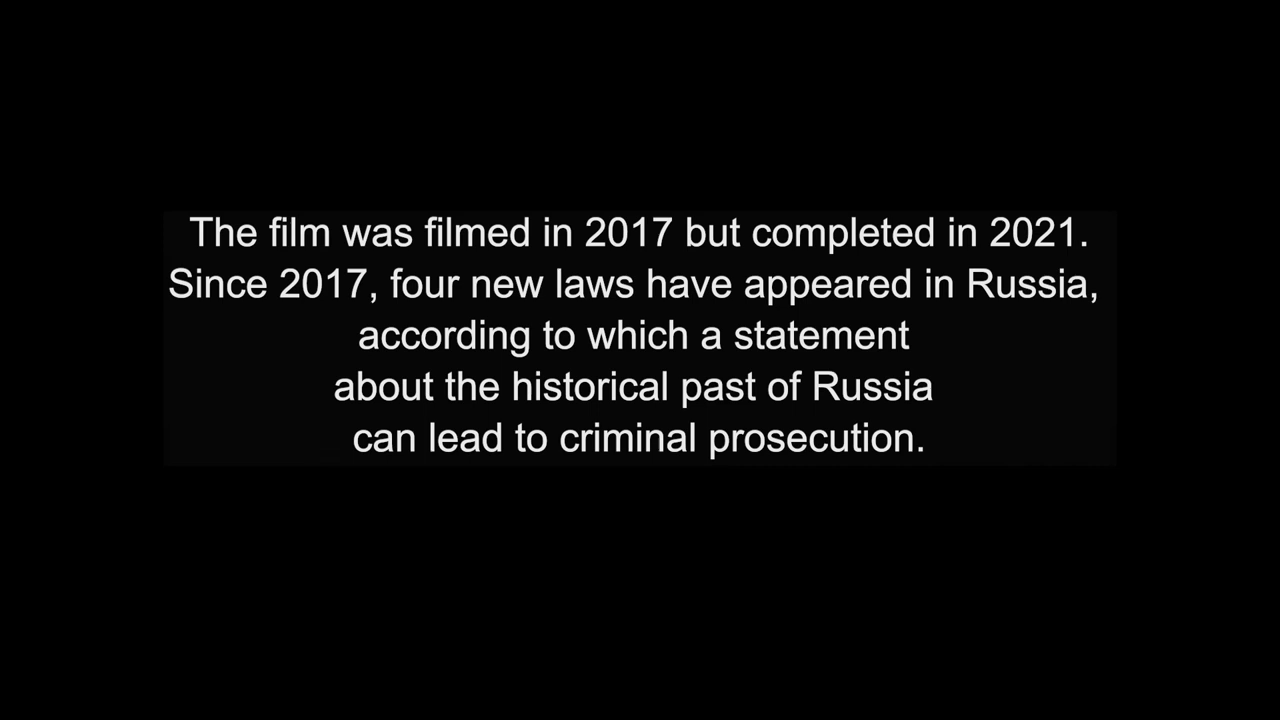 The film was filmed in 2017 but completed in 2021.
Since 2017, four new laws have appeared in Russia,
according to which a statement
about the historical past of Russia
can lead to criminal prosecution.